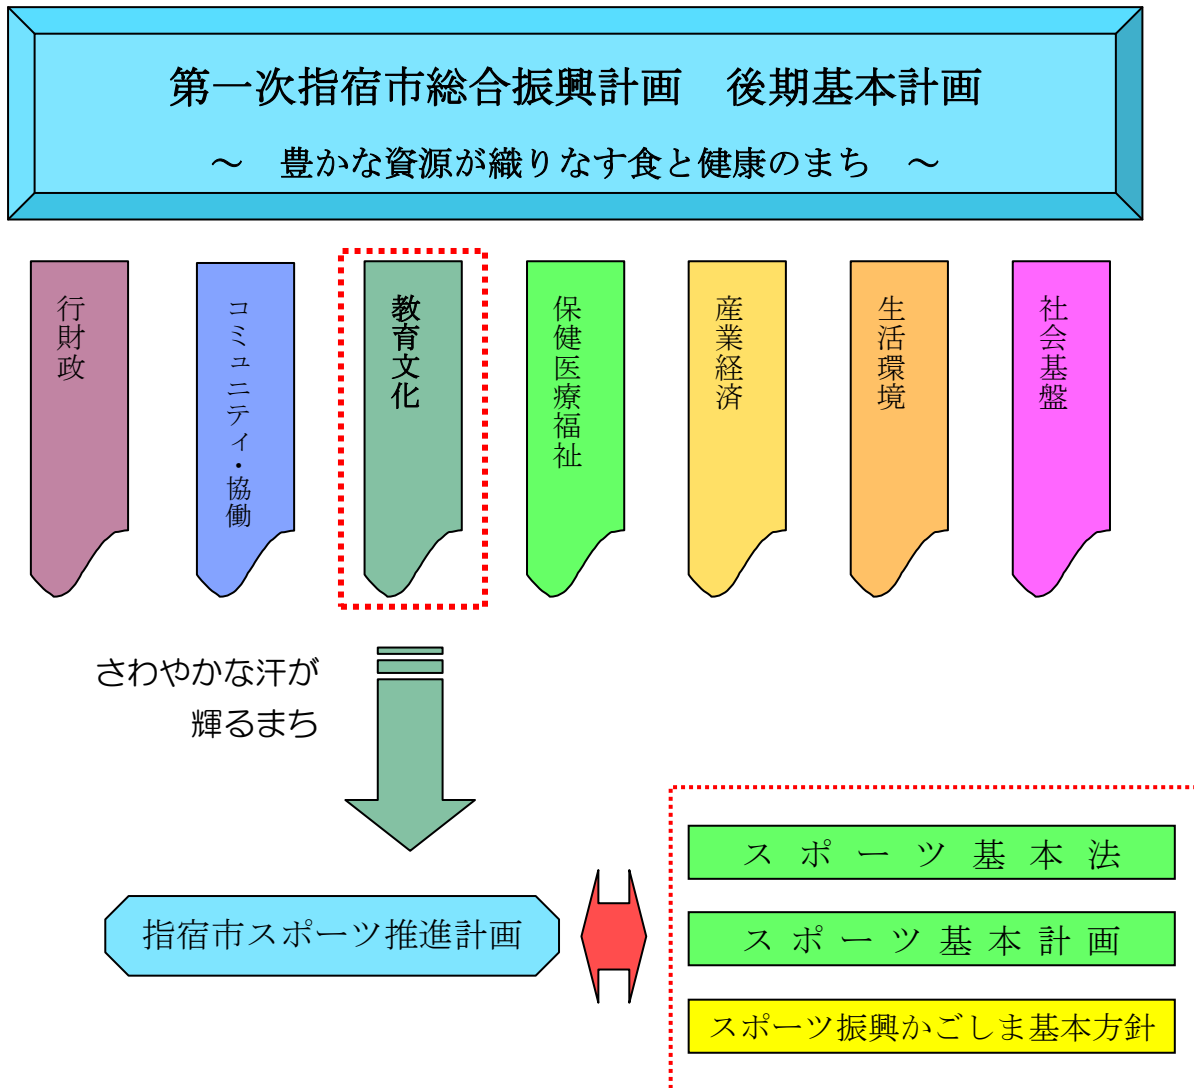 第一次指宿市総合振興計画　後期基本計画
～　豊かな資源が織りなす食と健康のまち　～
行財政
コミュニティ・協働
教育文化
保健医療福祉
産業経済
生活環境
社会基盤
さわやかな汗が
輝るまち
指宿市スポーツ推進計画
スポーツ基本法
スポーツ基本計画
スポーツ振興かごしま基本方針